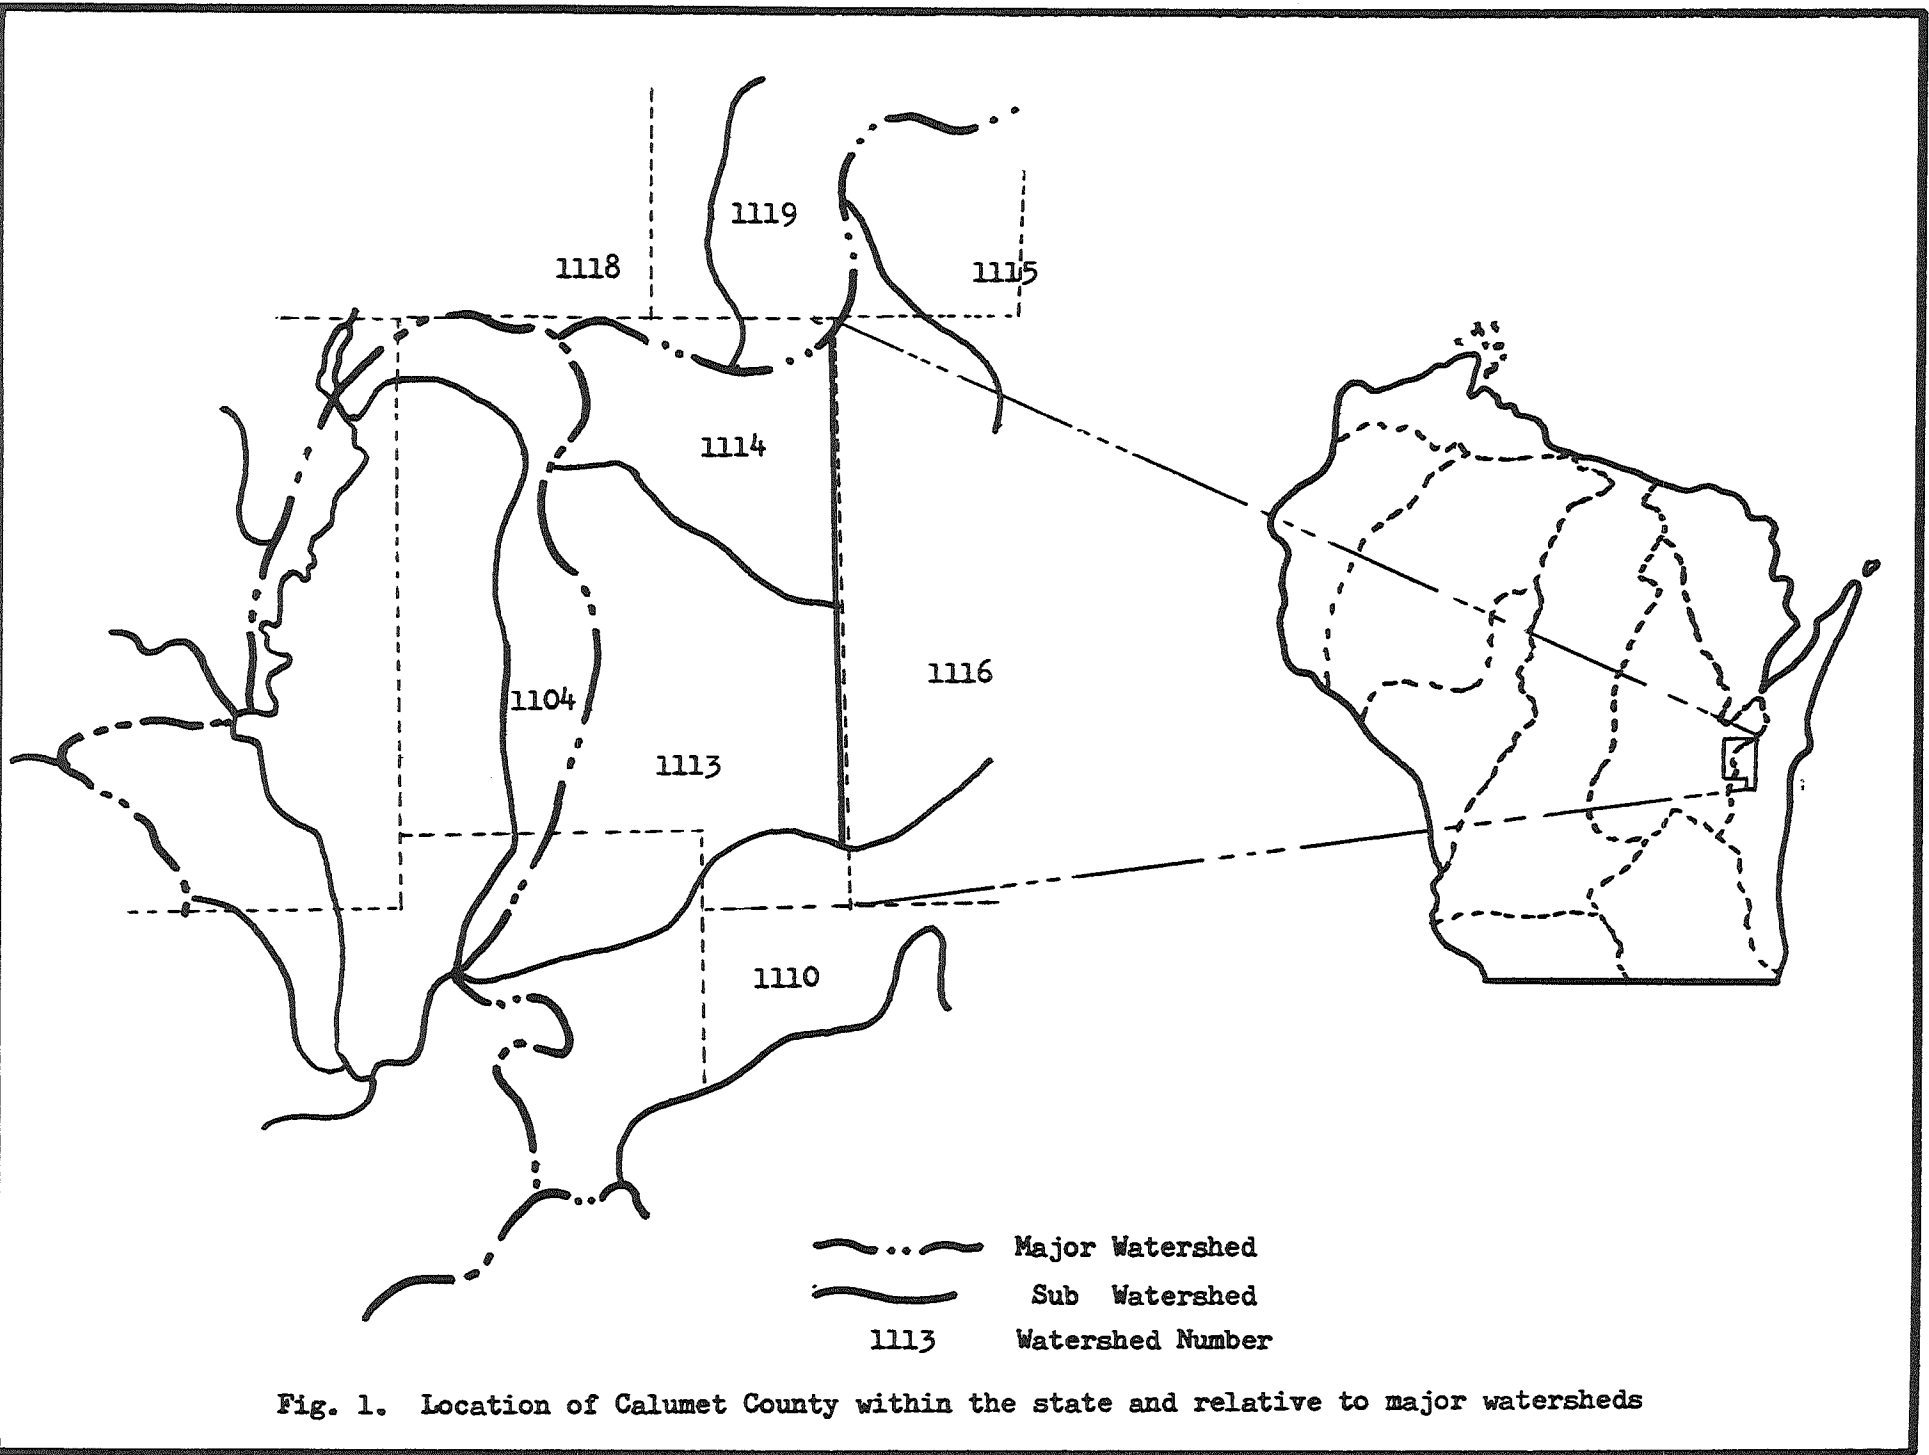 1119
1118
1115
1114
1116
1104
1113
1110
Major Watershed
Sub Watershed
1113 Watershed Number
Fig. 1. Location of Calumet County within the state and relative to major watersheds